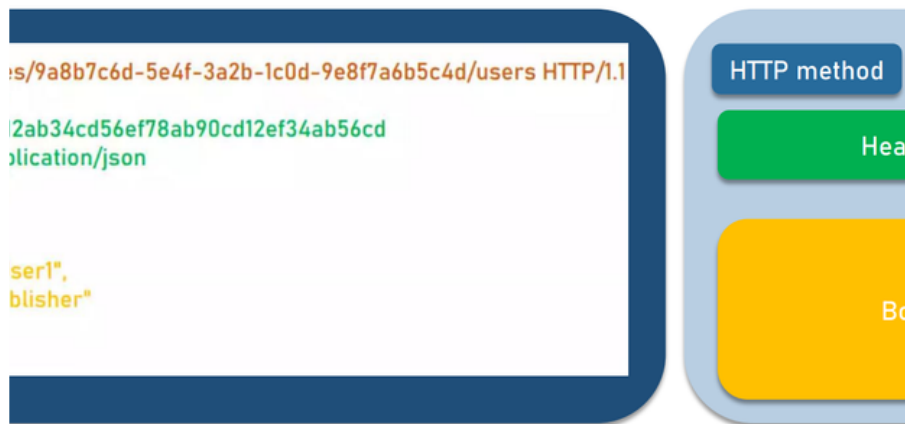 es/9a8b7c6d-5e4f-3a2b-1c0d-9e8f7a6b5c4d/users HTTP/1.1
12ab34cd56ef78ab90cd12ef34ab56cd
plication/json
ser1",
blisher"
HTTP method
Hea
Bo